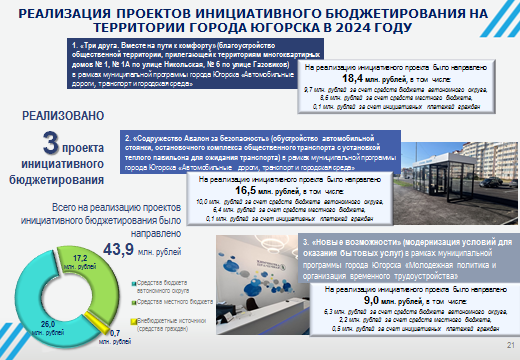 РЕАЛИЗАЦИЯ ПРОЕКТОВ ИНИЦИАТИВНОГО БЮДЖЕТИРОВАНИЯ НА
ТЕРРИТОРИИ ГОРОДА ЮГОРСКА В 2024 ГОДУ
1. «Три друга. Вместе на пути к комфорту» (благоустройство
общественной территории, прилегающей к территориям многоквартирных
домов № 1, № 1А по улице Никольская, № 6 по улице Газовиков)
в рамках муниципальной программы города Югорска «Автомобильные
дороги, транспорт и городская среда»
На реализацию инициативного проекта было направлено
18,4 млн. рублей, в том числе:
9,7 млн. рублей за счет средств бюджета автономного округа,
8,6 млн. рублей за счет средств местного бюджета,
0,1 млн. рублей за счет инициативных платежей граждан
РЕАЛИЗОВАНО
3 проекта
инициативного
бюджетирования
2. «Содружество Авалон за безопасность» (обустройство автомобильной
стоянки, остановочного комплекса общественного транспорта с установкой
теплого павильона для ожидания транспорта) в рамках муниципальной программы
города Югорска «Автомобильные дороги, транспорт и городская среда»
На реализацию инициативного проекта было направлено
16,5 млн. рублей, в том числе:
10,0 млн. рублей за счет средств бюджета автономного округа,
6,4 млн. рублей за счет средств местного бюджета,
0,1 млн. рублей за счет инициативных платежей граждан
Всего на реализацию проектов
инициативного бюджетирования было
направлено
43,9 млн. рублей
17,2
млн. рублей
26,0
млн. рублей
0,7
млн. рублей
Средства бюджета
автономного округа
Средства местного бюджета
Внебюджетные источники
(средства граждан)
3. «Новые возможности» (модернизация условий для
оказания бытовых услуг) в рамках муниципальной
программы города Югорска «Молодежная политика и
организация временного трудоустройства»
На реализацию инициативного проекта было направлено
9,0 млн. рублей, в том числе:
6,3 млн. рублей за счет средств бюджета автономного округа,
2,2 млн. рублей за счет средств местного бюджета,
0,5 млн. рублей за счет инициативных платежей граждан
21